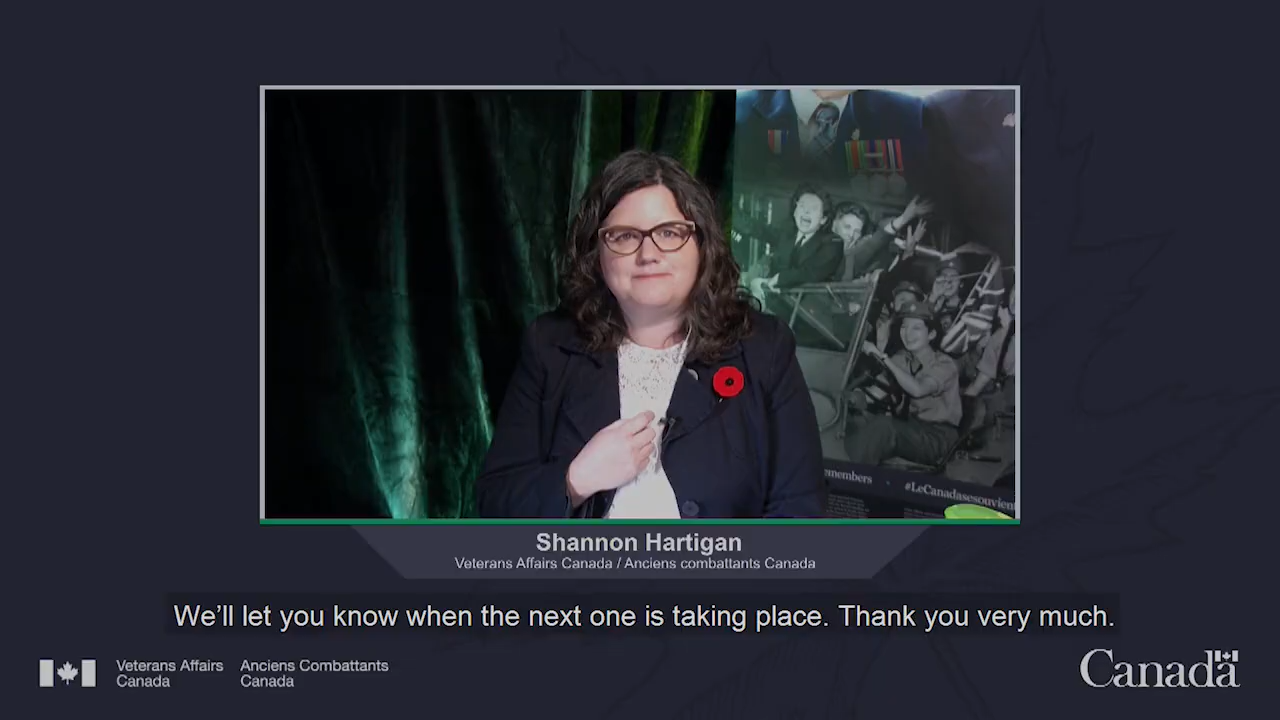 emembers
#LeCanadasesouvient
Shannon Hartigan
Veterans Affairs Canada / Anciens combattants Canada
We’ll let you know when the next one is taking place. Thank you very much.
Veterans Affairs
Canada
Anciens Combattants
Canada
Canada